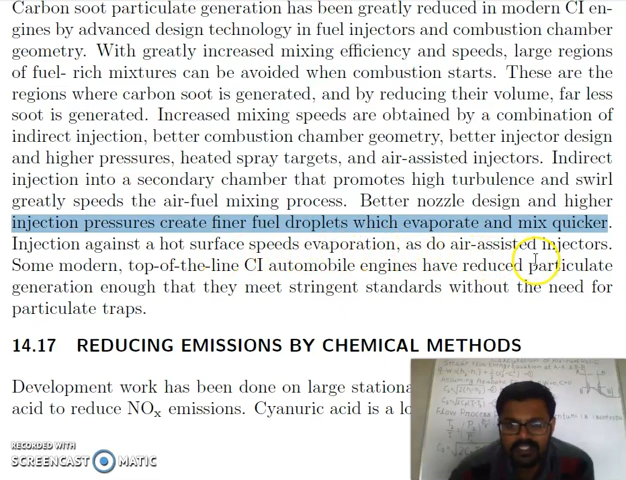 Carbon soot particulate generation has been greatly reduced in modern CI en-
gines by advanced design technology in fuel injectors and combustion chamber
geometry. With greatly increased mixing efficiency and speeds, large regions
of fuel- rich mixtures can be avoided when combustion starts. These are the
regions where carbon soot is generated, and by reducing their volume, far less
soot is generated. Increased mixing speeds are obtained by a combination of
indirect injection, better combustion chamber geometry, better injector design
and higher pressures, heated spray targets, and air-assisted injectors. Indirect
injection into a secondary chamber that promotes high turbulence and swirl
greatly speeds the air-fuel mixing process. Better nozzle design and higher
injection pressures create finer fuel droplets which evaporate and mix quicker.
Injection against a hot surface speeds evaporation, as do air-assisted injectors.
Some modern, top-of-the-line CI automobile engines have reduced particulate
generation enough that they meet stringent standards without the need for
particulate traps.
14.17 REDUCING EMISSIONS BY CHEMICAL METHODS
Development work has been done on large
acid to reduce NOx emissions. Cyanuric acid is a
RECORDED WITH
SCREENCAST MATIC
Flow Process